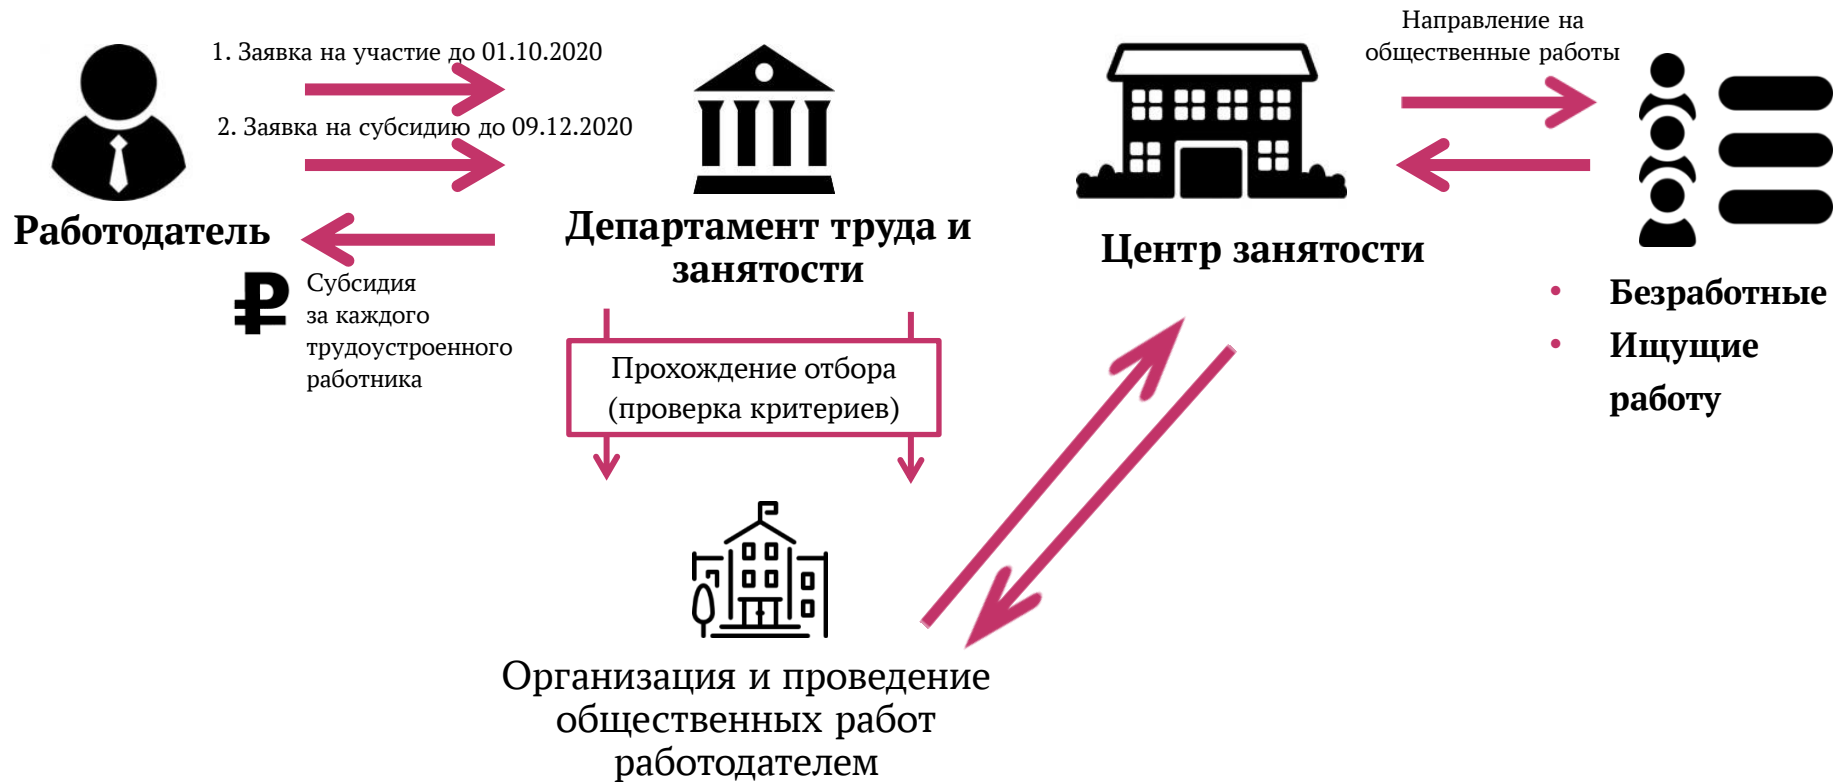 1. Заявка на участие до 01.10.2020
2. Заявка на субсидию до 09.12.2020
Работодатель
₽
Субсидия
за каждого
трудоустроенного
работника
Департамент труда и
занятости
Прохождение отбора
(проверка критериев)
Организация и проведение
общественных работ
работодателем
Центр занятости
Направление на
общественные работы
• Безработные
• Ищущие
работу